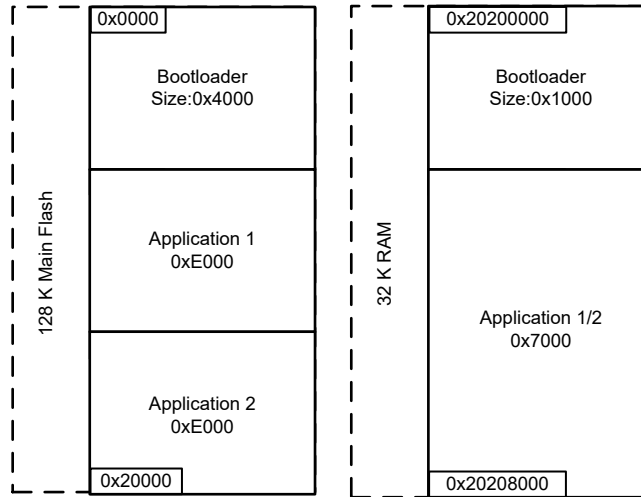 0x0000
Bootloader
Size:0x4000
128 K Main Flash
Application 1
0xE000
Application 2
0xE000
0x20000
0x20200000
Bootloader
Size:0x1000
32 K RAM
Application 1/2
0x7000
0x20208000